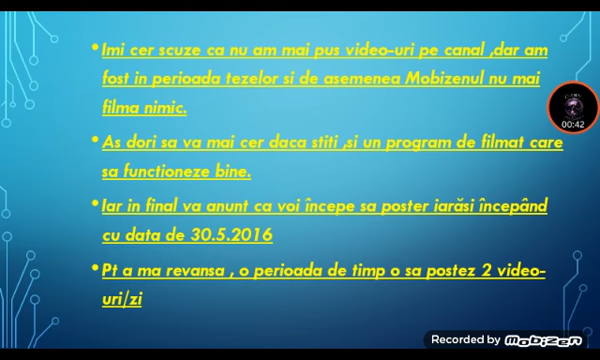 •Imi cer scuze ca nu am mai pus video-uri pe canal ,dar am
fost in perioada tezelor si de asemenea Mobizenul nu mai
filma nimic.
•As dori sa va mai cer daca stiti ,si un program de filmat care
sa functioneze bine.
•Iar in final va anunt ca voi începe sa poster iarăsi începând
cu data de 30.5.2016
•Pt a ma revansa , o perioada de timp o sa postez 2 video-
uri/zi
00:42
Recorded by mobizen